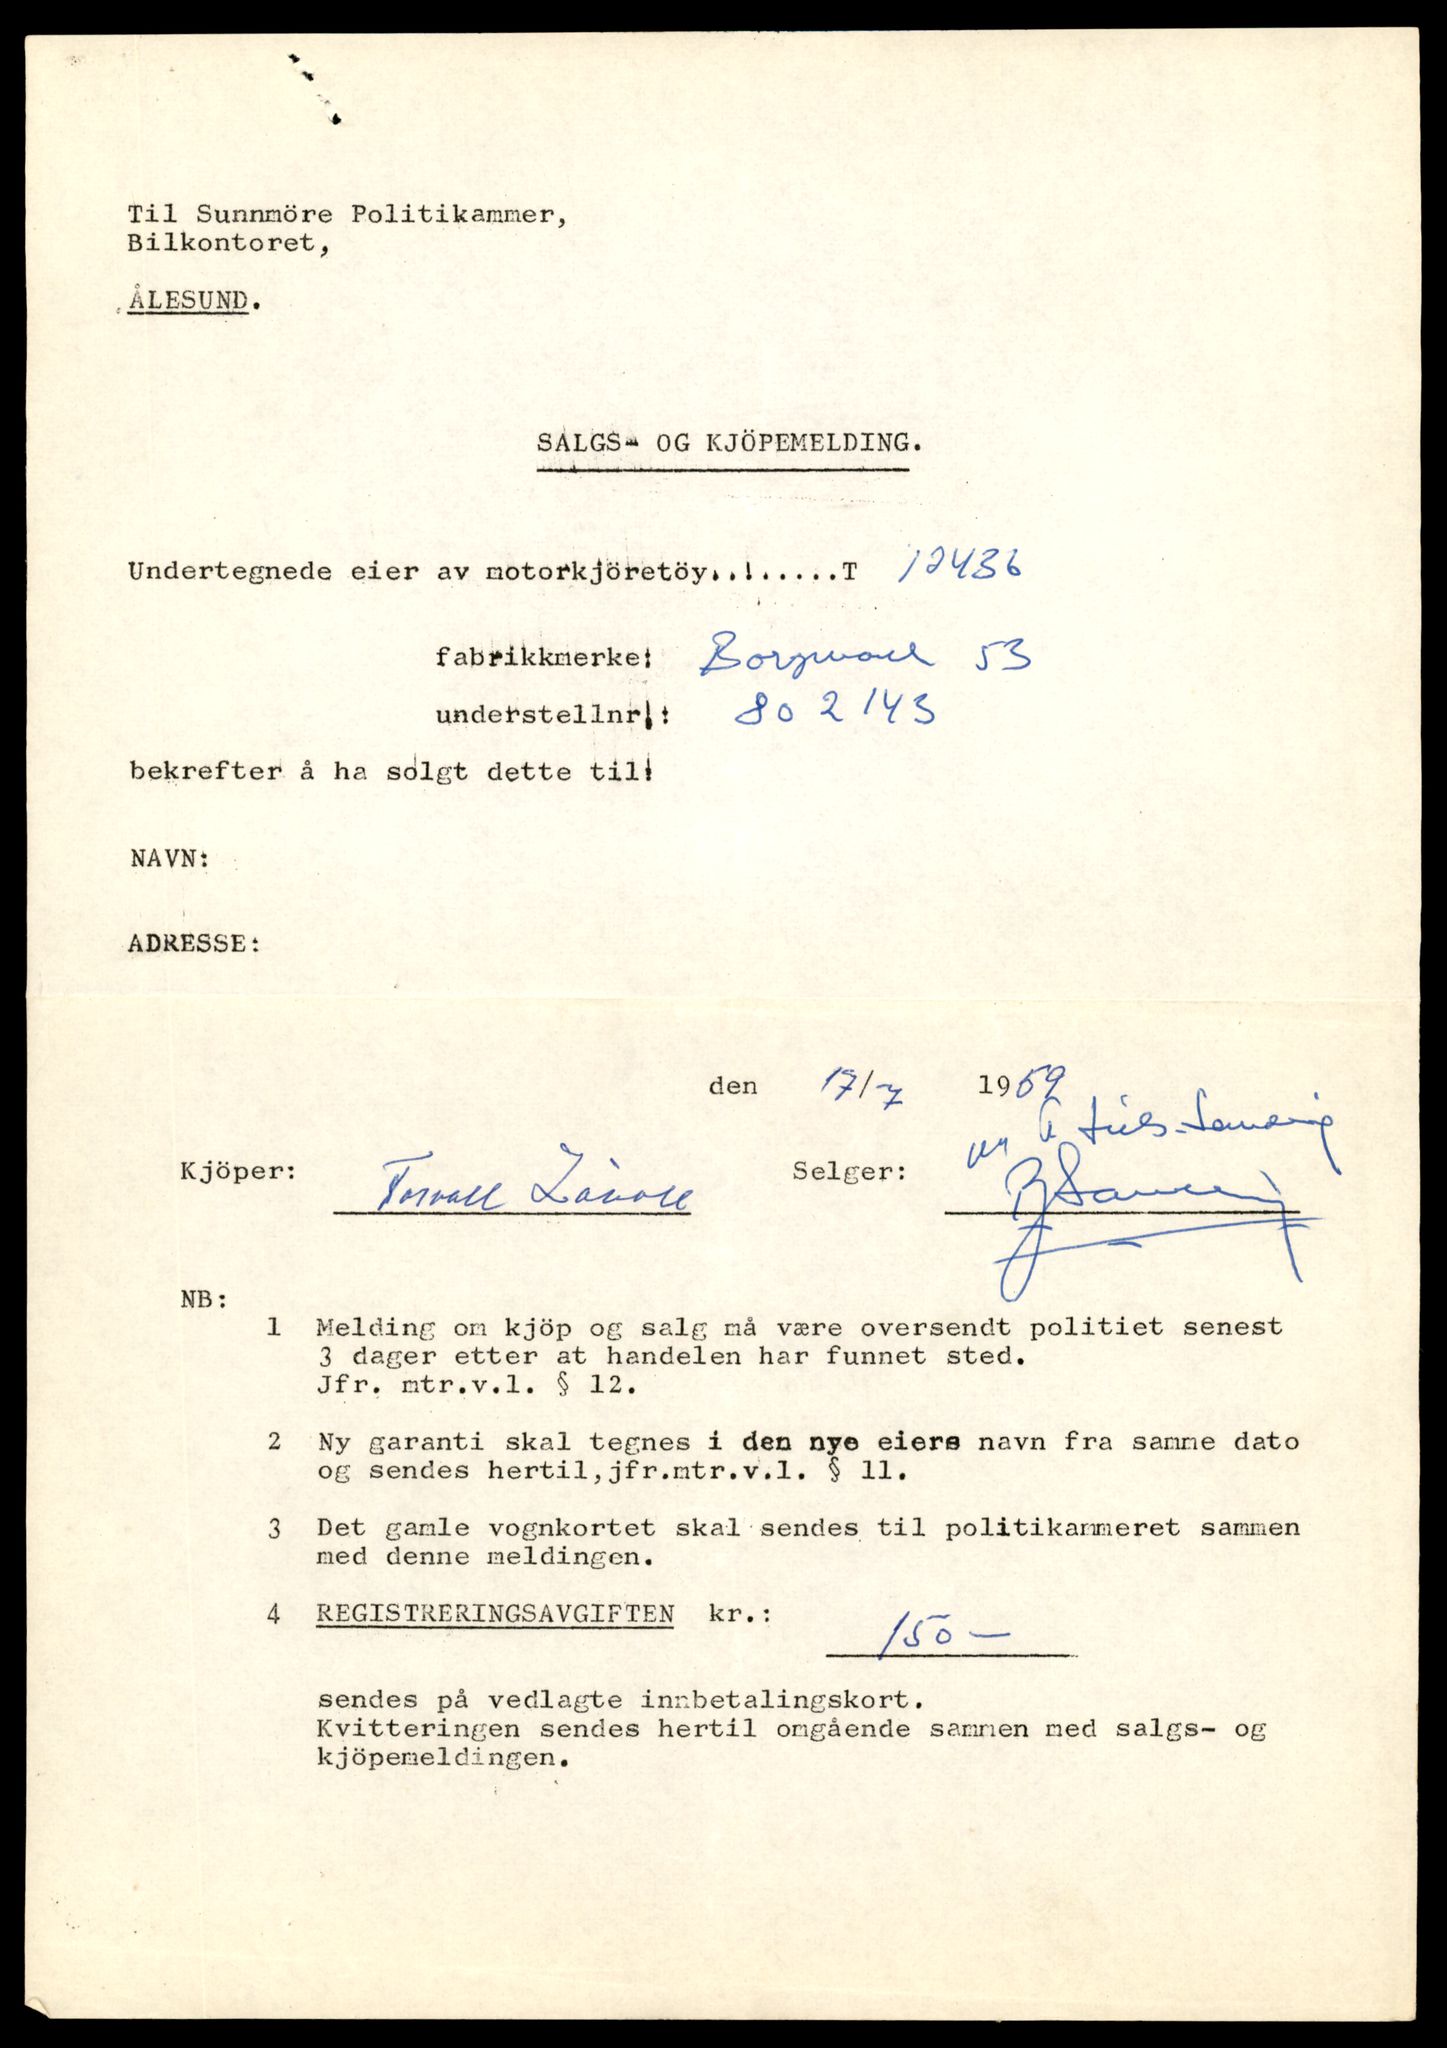 Til Sunnmöre Politikammer,
Bilkontoret,
ÅLESUND.
SALGS- OG KJÖPEMELDING.
Undertegnede eier av motorkjöretöy..!.....T 12436
fabrikkmerke: Borgward 53
understellnr.: 802143
bekrefter å ha solgt dette til:
NAVN:
ADRESSE:
den 17/7 1959
Kjöper: Selger:
NB:
1 Melding om kjöp og salg må være oversendt politiet senest
3 dager etter at handelen har funnet sted.
Jfr. mtr.v.l. § 12.
2 Ny garanti skal tegnes i den nye eiers navn fra samme dato
og sendes hertil,jfr.mtr.v.l. § 11.
3 Det gamle vognkortet skal sendes til politikammeret sammen
med denne meldingen.
4 REGISTRERINGSAVGIFTEN kr.: 150-
sendes på vedlagte innbetalingskort.
Kvitteringen sendes hertil omgående sammen med salgs- og
kjöpemeldingen.